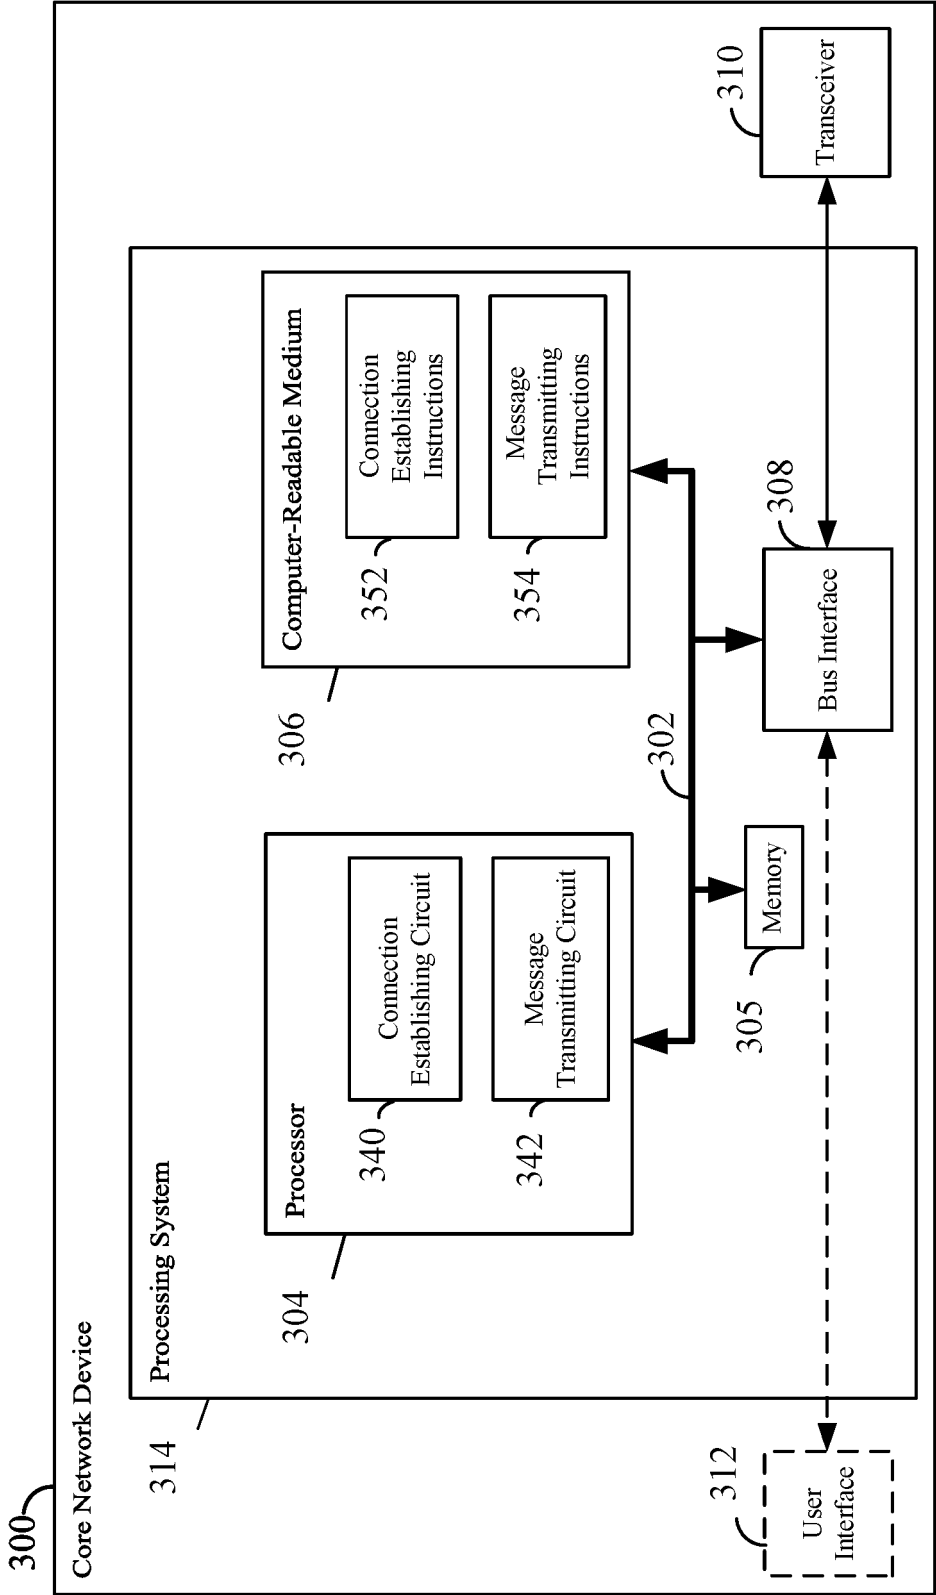 300
Core Network Device
314
Processing System
304
Processor
340
Connection
Establishing Circuit
342
Message
Transmitting Circuit
306
Computer-Readable Medium
352
Connection
Establishing
Instructions
354
Message
Transmitting
Instructions
302
305
Memory
308
Bus Interface
312
User
Interface
310
Transceiver